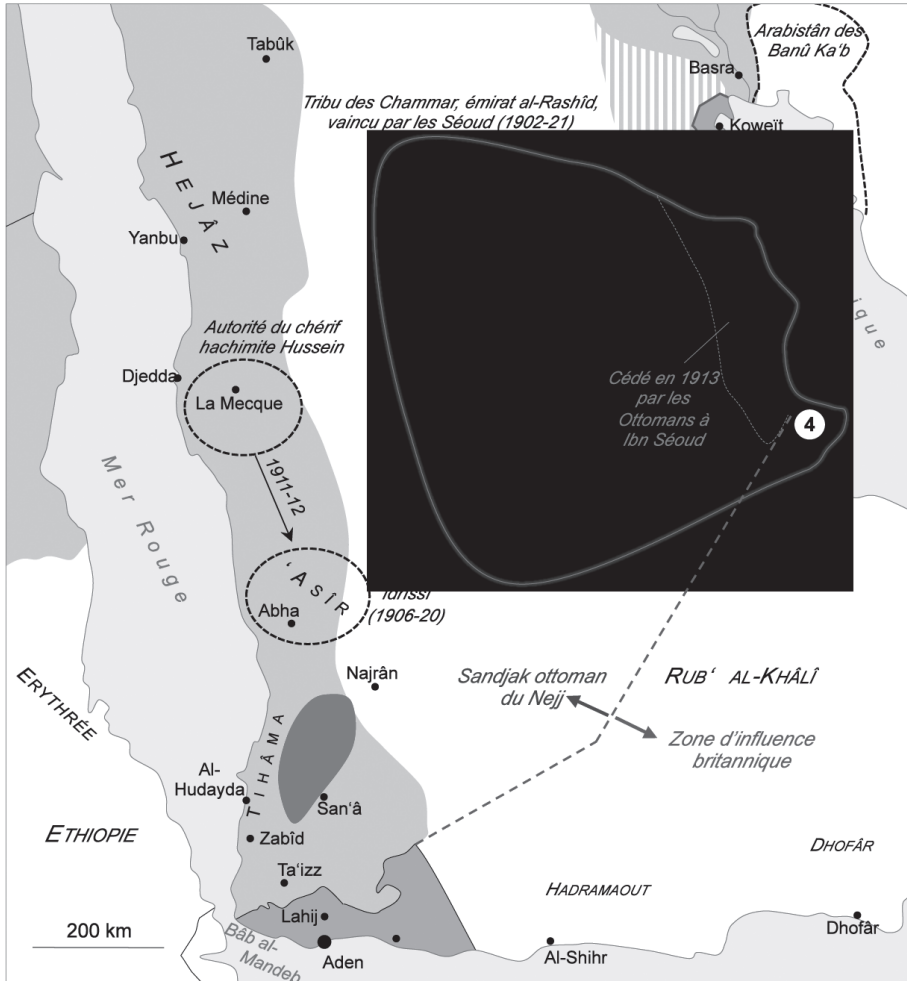 Tabûk
Arabistân des
Banû Ka‘b
Basra
Tribu des Chammar, émirat al-Rashîd,
vaincu par les Séoud (1902-21)
Koweït
HEJÂZ
Médine
Yanbu
ique
Autorité du chérif
hachimite Hussein
Djedda
La Mecque
Cédé en 1913
par les
Ottomans à
Ibn Séoud
4
Mer Rouge
1911-12
‘ASÎR
Idrissi
(1906-20)
Abha
Najrân
ERYTHRÉE
Sandjak ottoman
du Nejj
RUB‘ AL-KHÂLÎ
Zone d’influence
britannique
TIHÂMA
Al-
Hudayda
San‘â
ETHIOPIE
Zabîd
DHOFÂR
Ta‘izz
HADRAMAOUT
Lahij
200 km
Dhofâr
Bâb al-
Mandeb
Aden
Al-Shihr